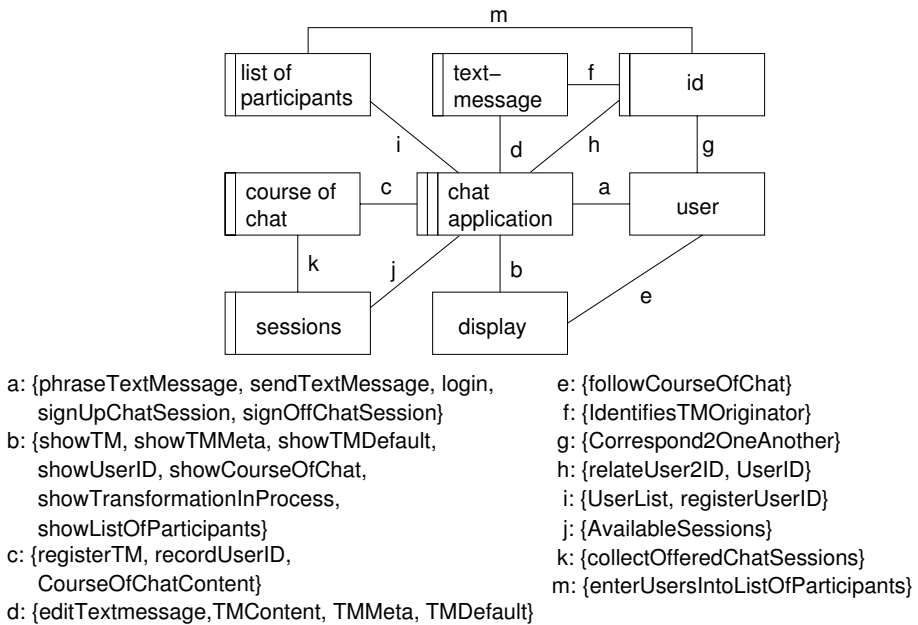 m
list of
participants
text–
message
f
id
i
d
h
g
course of
chat
c
chat
application
a
user
k
j
b
e
sessions
display
a: {phraseTextMessage, sendTextMessage, login,
signUpChatSession, signOffChatSession}
b: {showTM, showTMMeta, showTMDefault,
showUserID, showCourseOfChat,
showTransformationInProcess,
showListOfParticipants}
c: {registerTM, recordUserID,
CourseOfChatContent}
d: {editTextmessage,TMContent, TMMeta, TMDefault}
e: {followCourseOfChat}
f: {IdentifiesTMOriginator}
g: {Correspond2OneAnother}
h: {relateUser2ID, UserID}
i: {UserList, registerUserID}
j: {AvailableSessions}
k: {collectOfferedChatSessions}
m: {enterUsersIntoListOfParticipants}